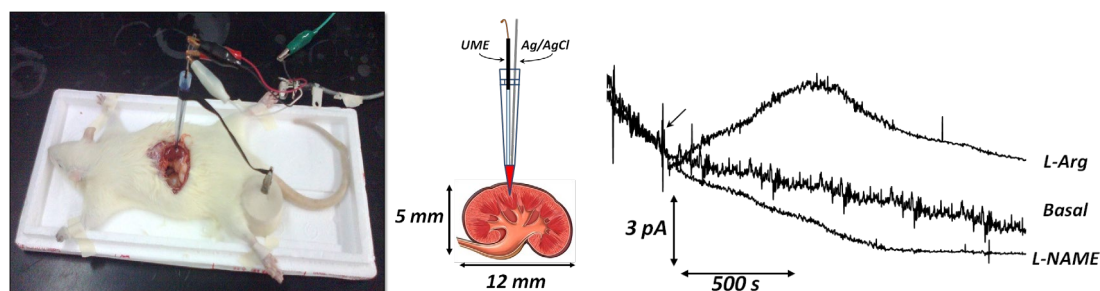 UME
Ag/AgCl
5 mm
12 mm
L-Arg
Basal
L-NAME
3 pA
500 s